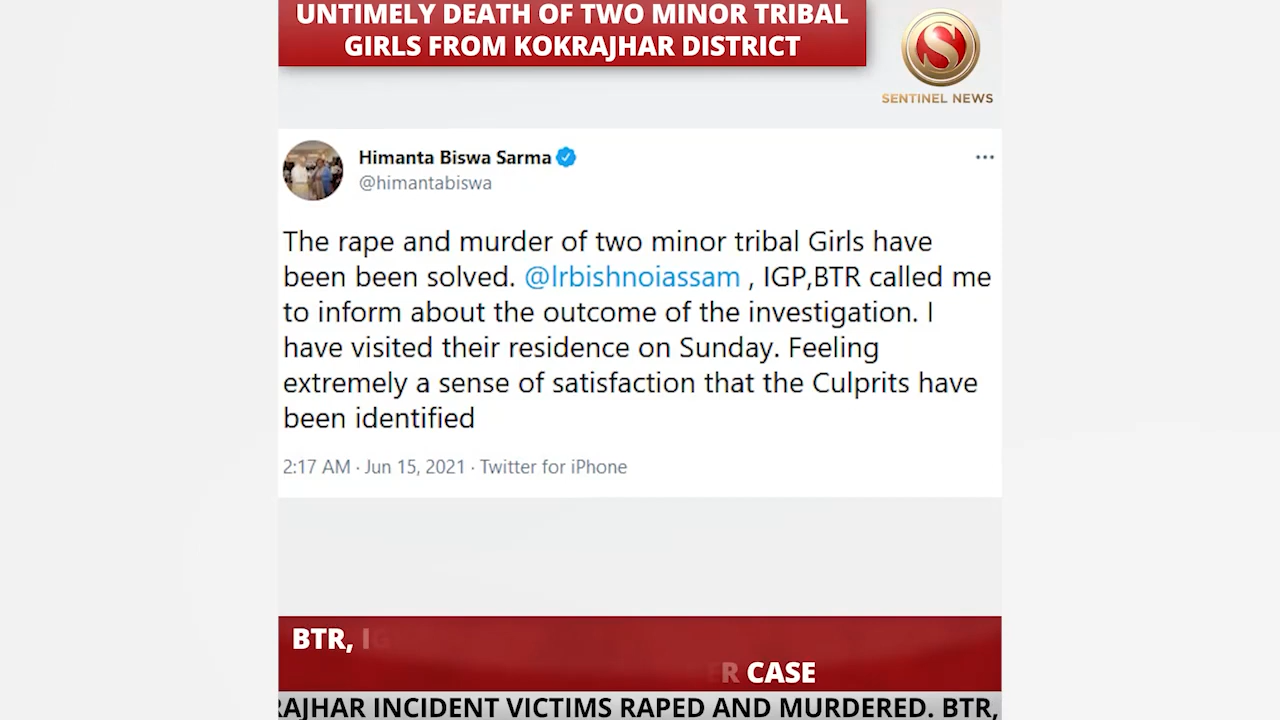 UNTIMELY DEATH OF TWO MINOR TRIBAL
GIRLS FROM KOKRAJHAR DISTRICT
SENTINEL NEWS
Himanta Biswa Sarma
@himantabiswa
The rape and murder of two minor tribal Girls have
been been solved. @lrbishnoiassam , IGP,BTR called me
to inform about the outcome of the investigation. I
have visited their residence on Sunday. Feeling
extremely a sense of satisfaction that the Culprits have
been identified
2:17 AM · Jun 15, 2021 · Twitter for iPhone
BTR,
CASE
RAJHAR INCIDENT VICTIMS RAPED AND MURDERED. BTR,